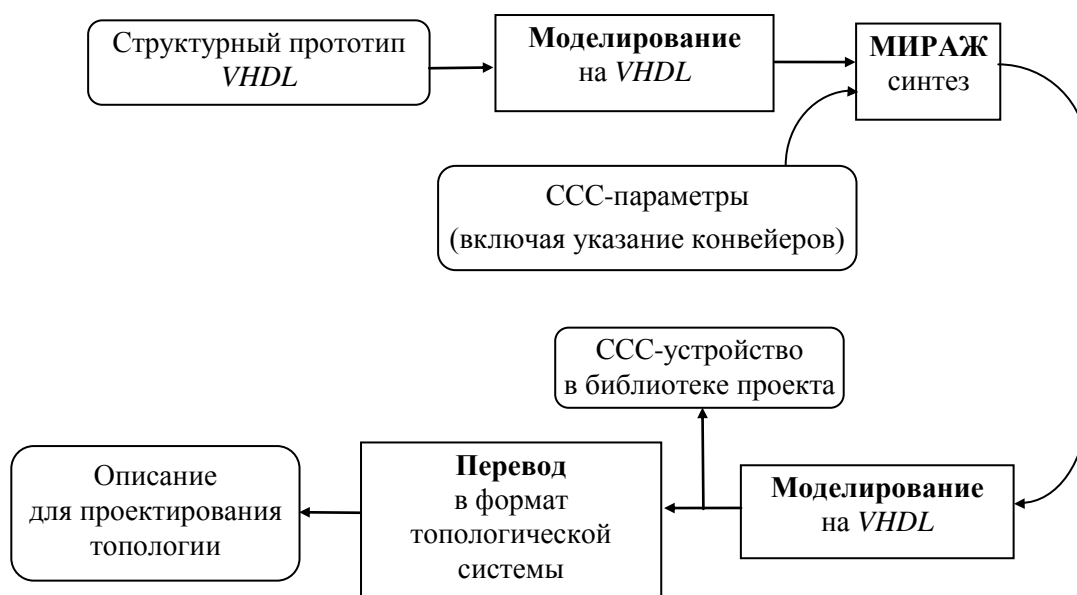 Структурный прототип
VHDL
Моделирование
на VHDL
МИРАЖ
синтез
ССС-параметры
(включая указание конвейеров)
ССС-устройство
в библиотеке проекта
Описание
для проектирования
топологии
Перевод
в формат
топологической
системы
Моделирование
на VHDL